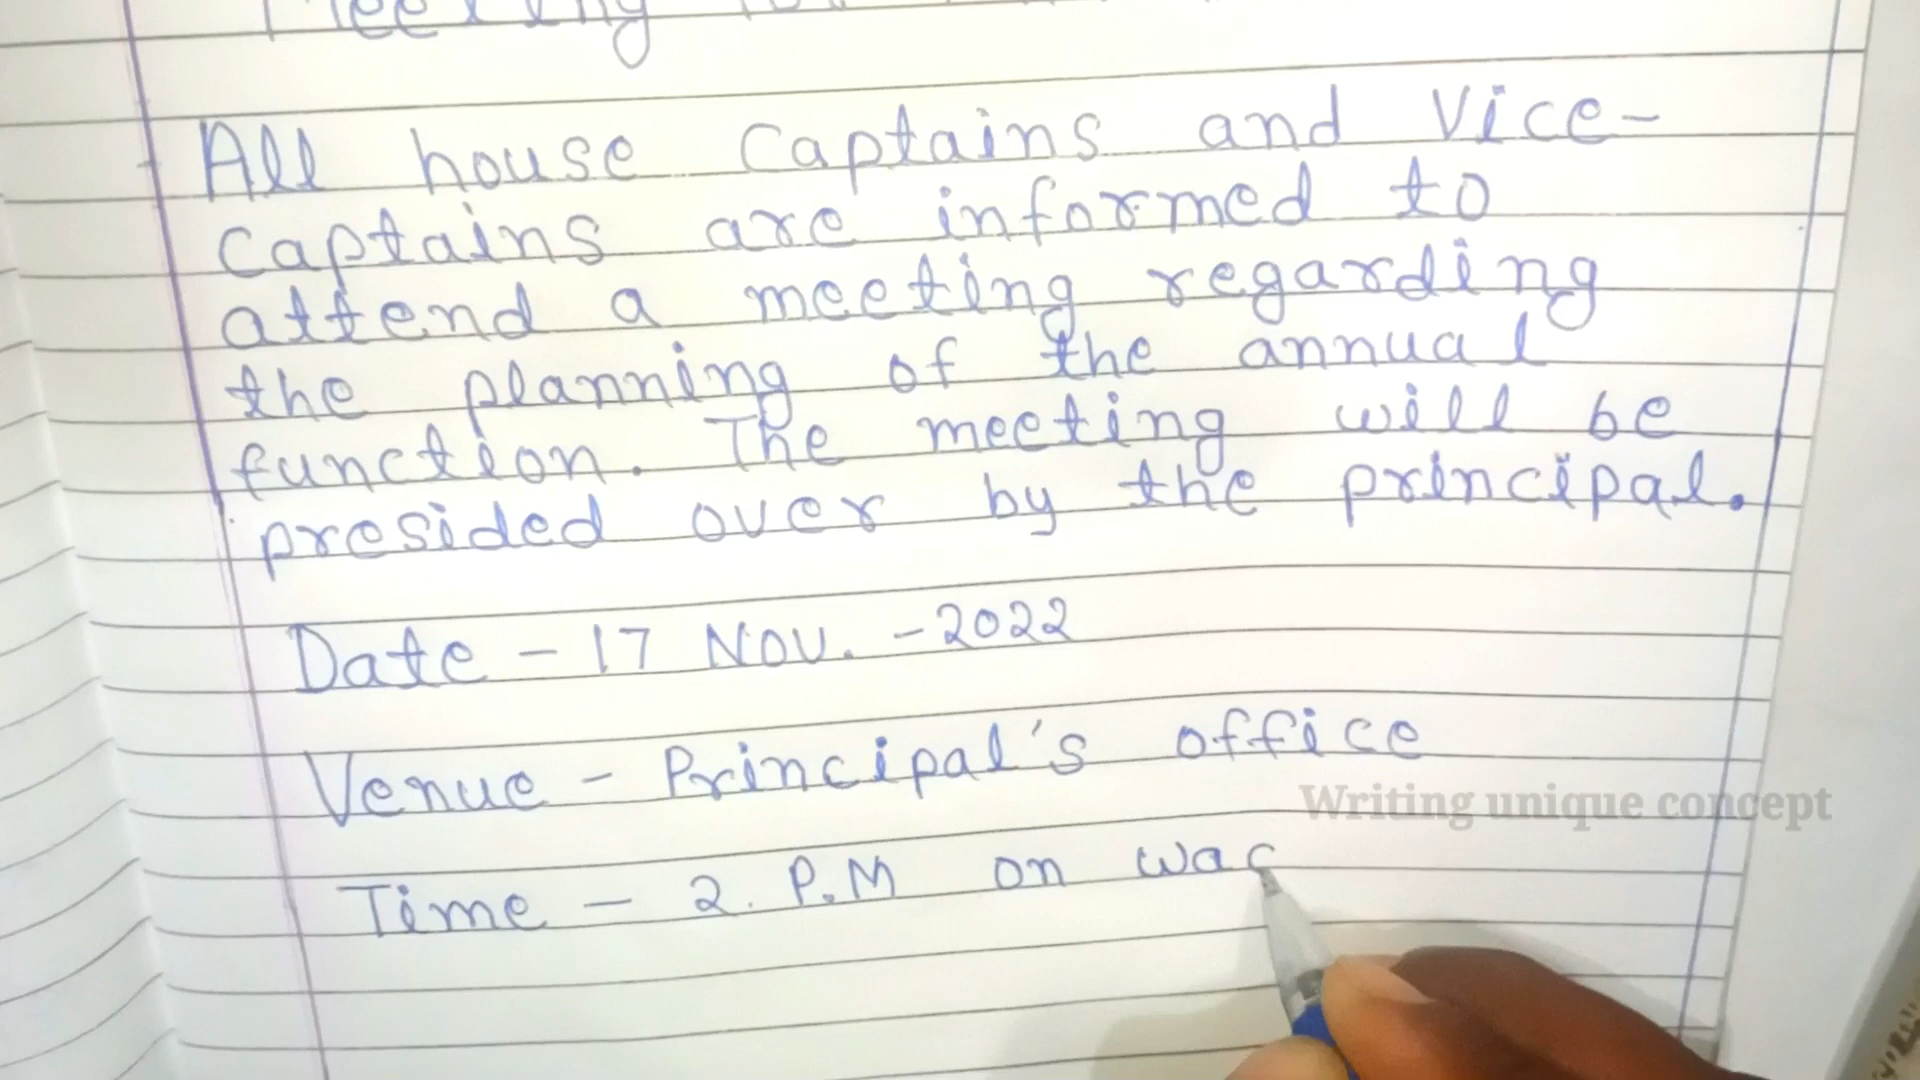 Meeting for
All house Captains and Vice-
Captains are informed to
attend a meeting regarding
the planning of the annual
function. The meeting will be
presided over by the principal.
Date - 17 Nov. - 2022
Venue - Principal's office
Writing unique concept
Time - 2. P.M on